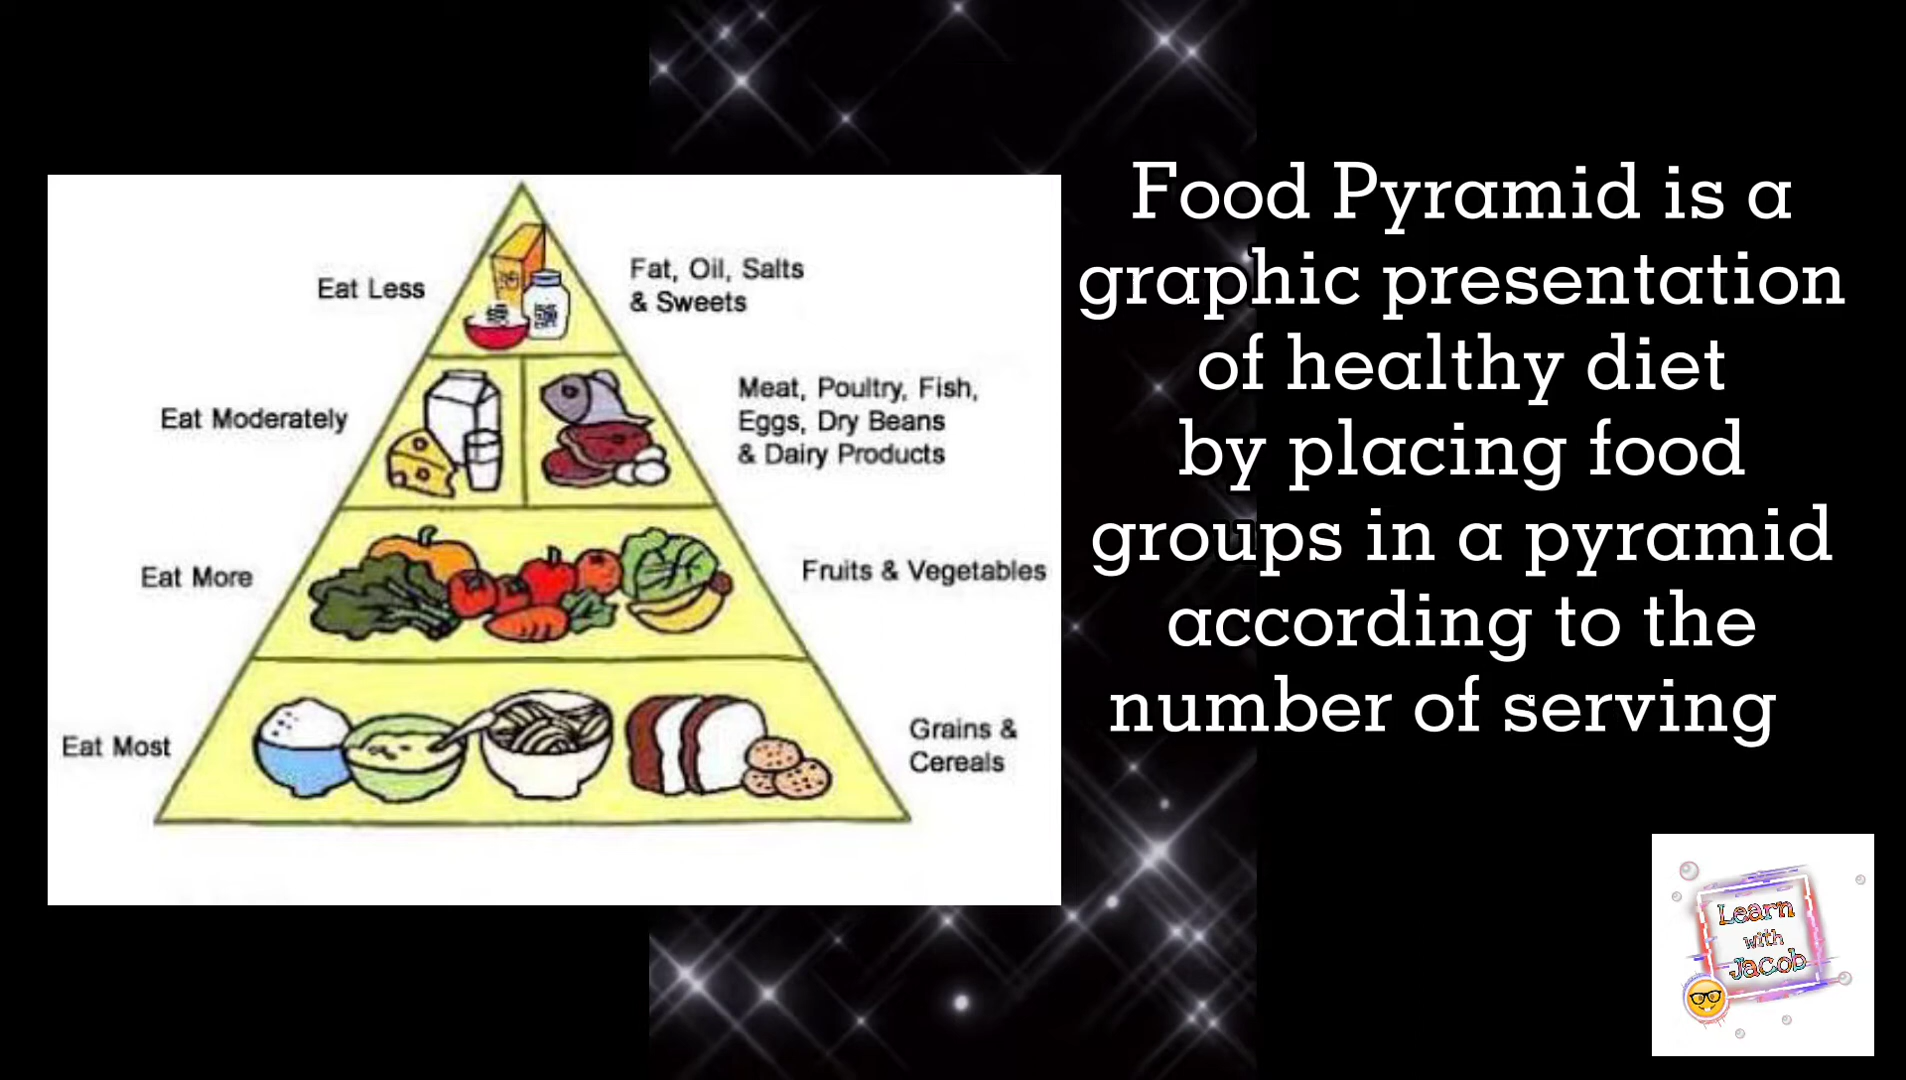 Eat Less
Fat, Oil, Salts
& Sweets
Eat Moderately
Meat, Poultry, Fish,
Eggs, Dry Beans
& Dairy Products
Eat More
Fruits & Vegetables
Eat Most
Grains &
Cereals
Food Pyramid is a
graphic presentation
of healthy diet
by placing food
groups in a pyramid
according to the
number of serving
Learn
with
Jacob